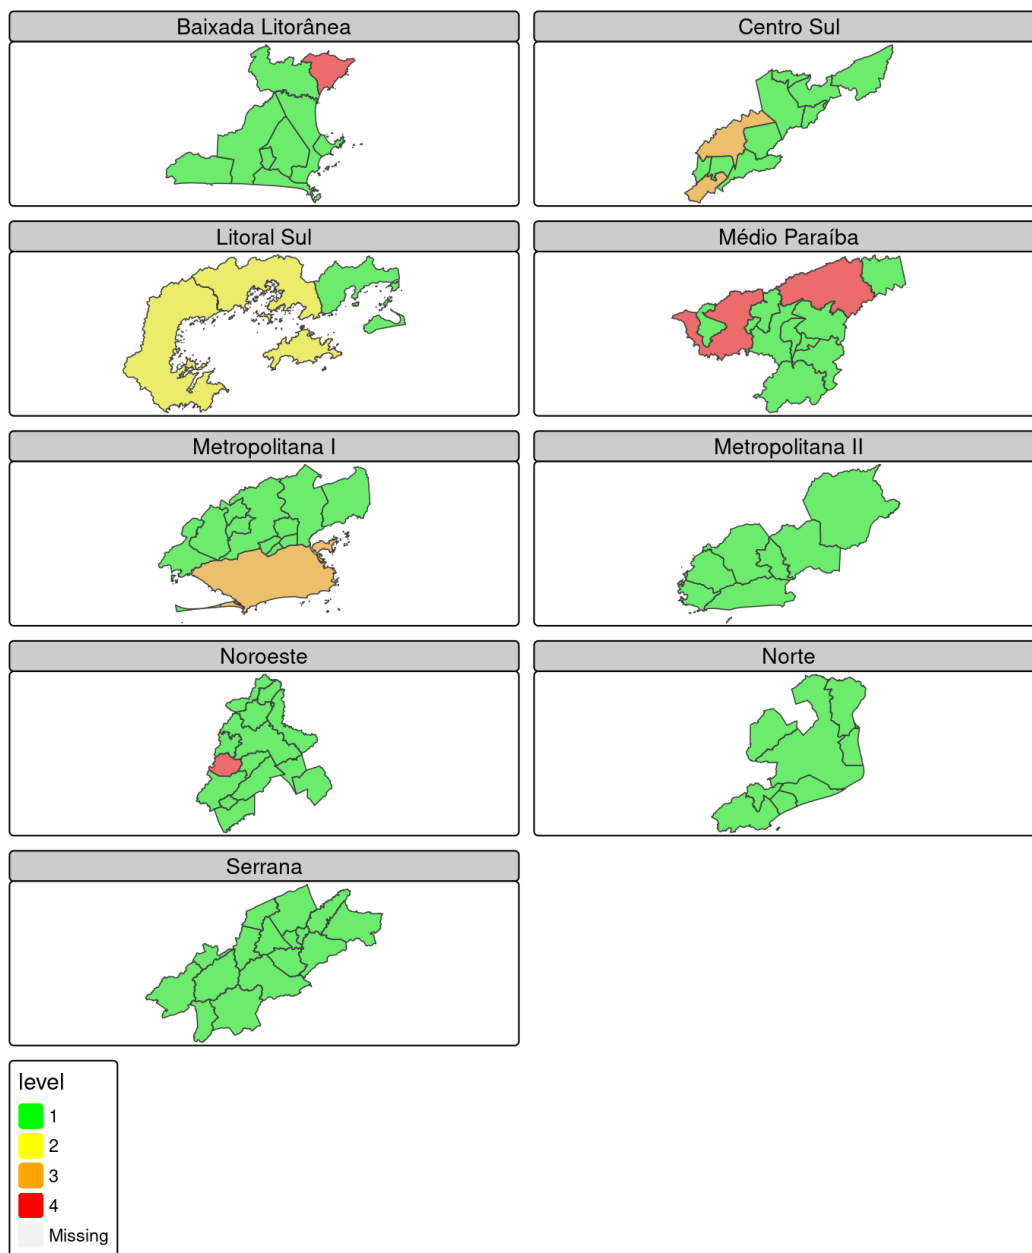 Baixada Litorânea
Centro Sul
Litoral Sul
Médio Paraíba
Metropolitana I
Metropolitana II
Noroeste
Norte
Serrana
level
1
2
3
4
Missing